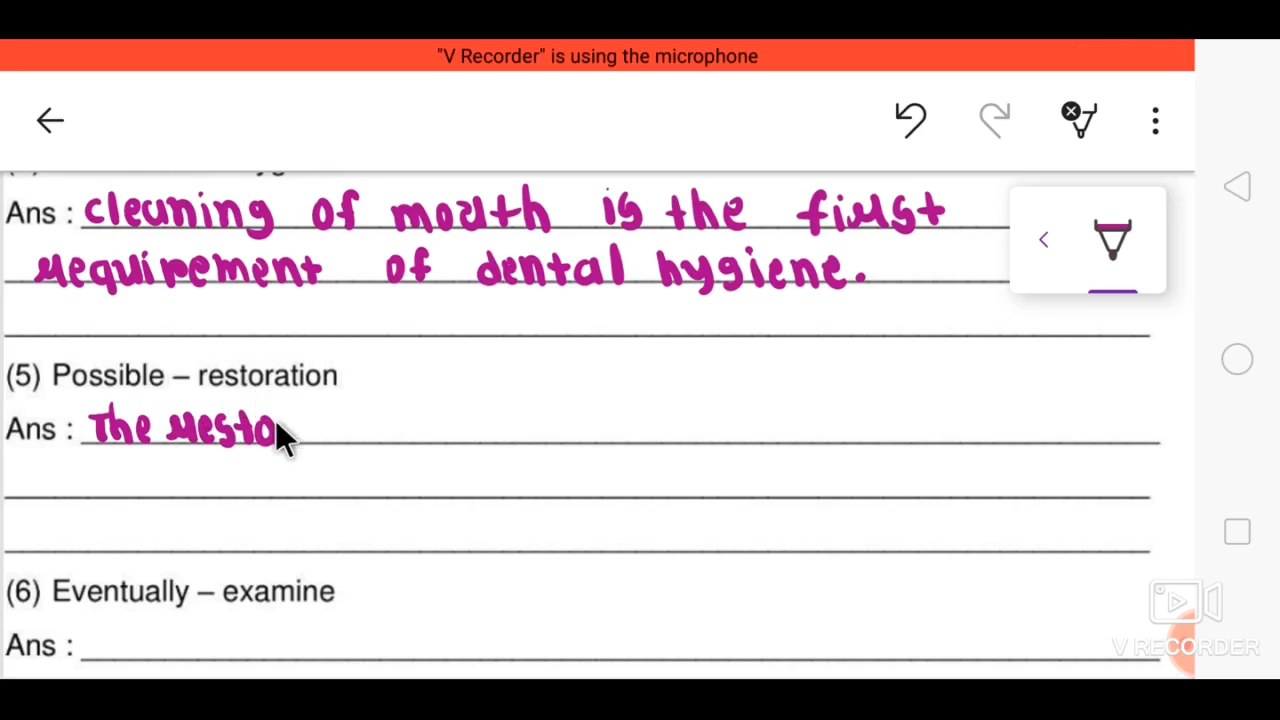 "V Recorder" is using the microphone
Ans : cleaning of mouth is the first
requirement of dental hygiene.
(5) Possible – restoration
Ans : The resto
(6) Eventually – examine
Ans :
V RECORDER